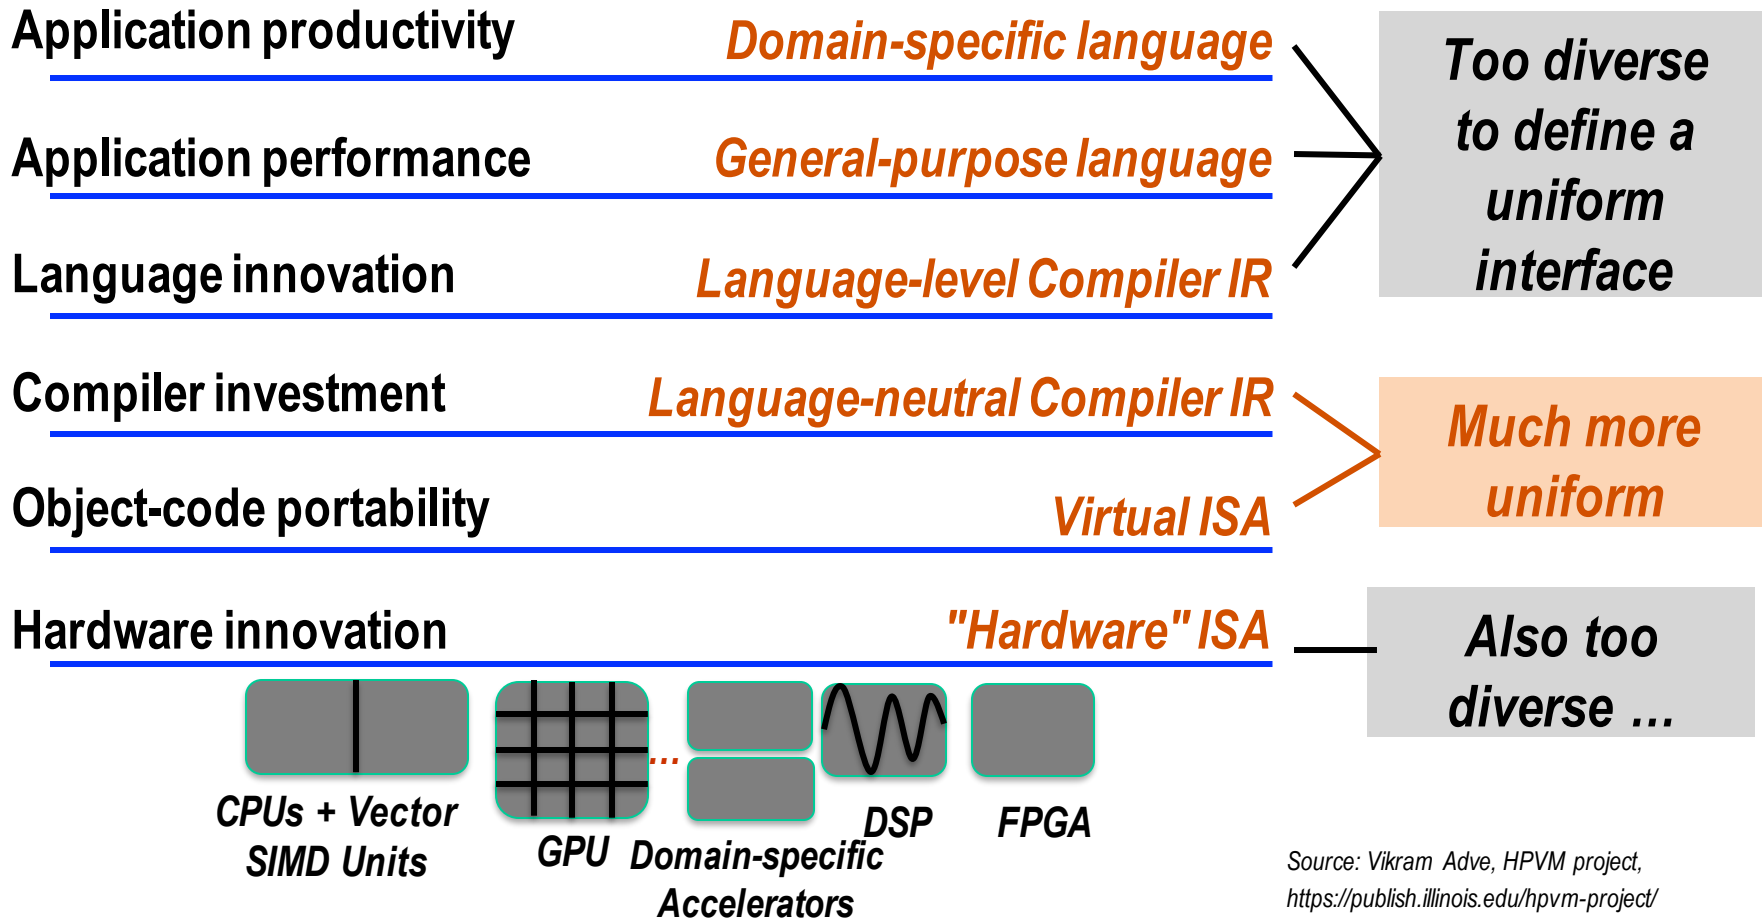 Application productivity
Domain-specific language
Application performance
General-purpose language
Language innovation
Language-level Compiler IR
Too diverse
to define a
uniform
interface
Compiler investment
Language-neutral Compiler IR
Object-code portability
Virtual ISA
Much more
uniform
Hardware innovation
"Hardware" ISA
Also too
diverse ...
...
CPUs + Vector
SIMD Units
GPU
Domain-specific
Accelerators
DSP
FPGA
Source: Vikram Adve, HPVM project,
https://publish.illinois.edu/hpvm-project/